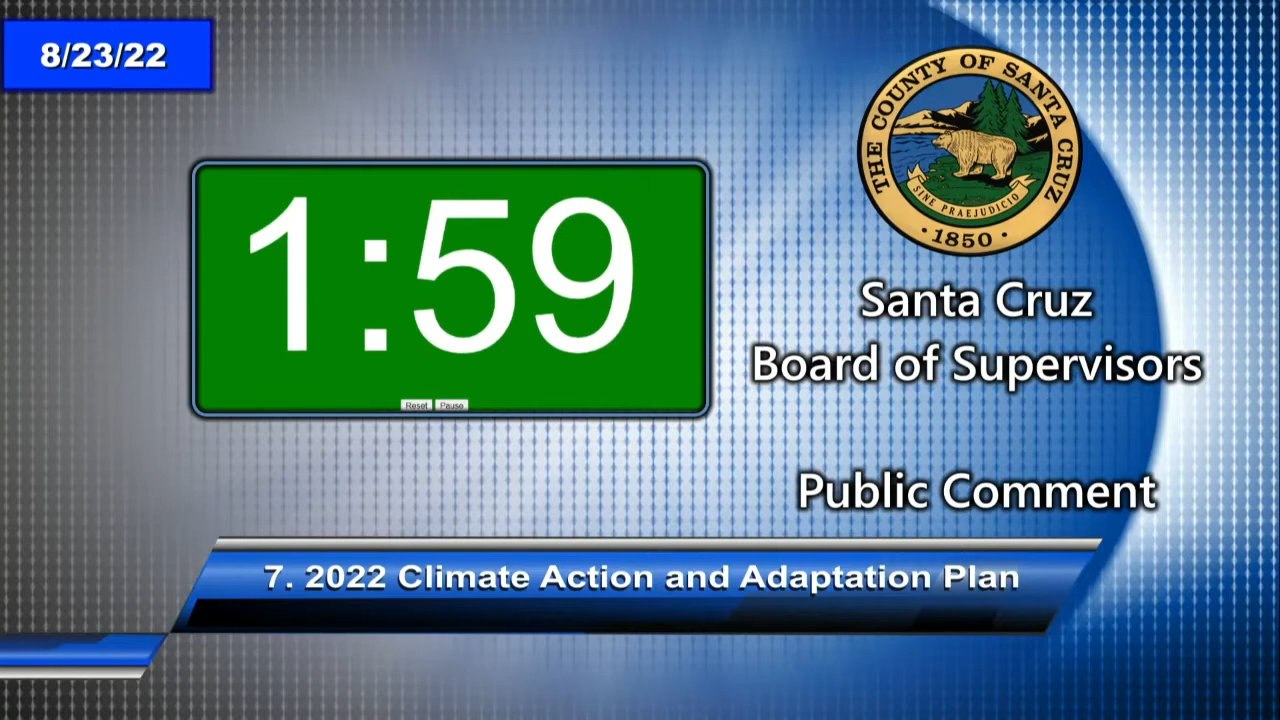 8/23/22
THE COUNTY OF SANTA CRUZ
SINE PRAEJUDICIO
• 1850 •
1:59
Reset Pause
Santa Cruz
Board of Supervisors
Public Comment
7. 2022 Climate Action and Adaptation Plan